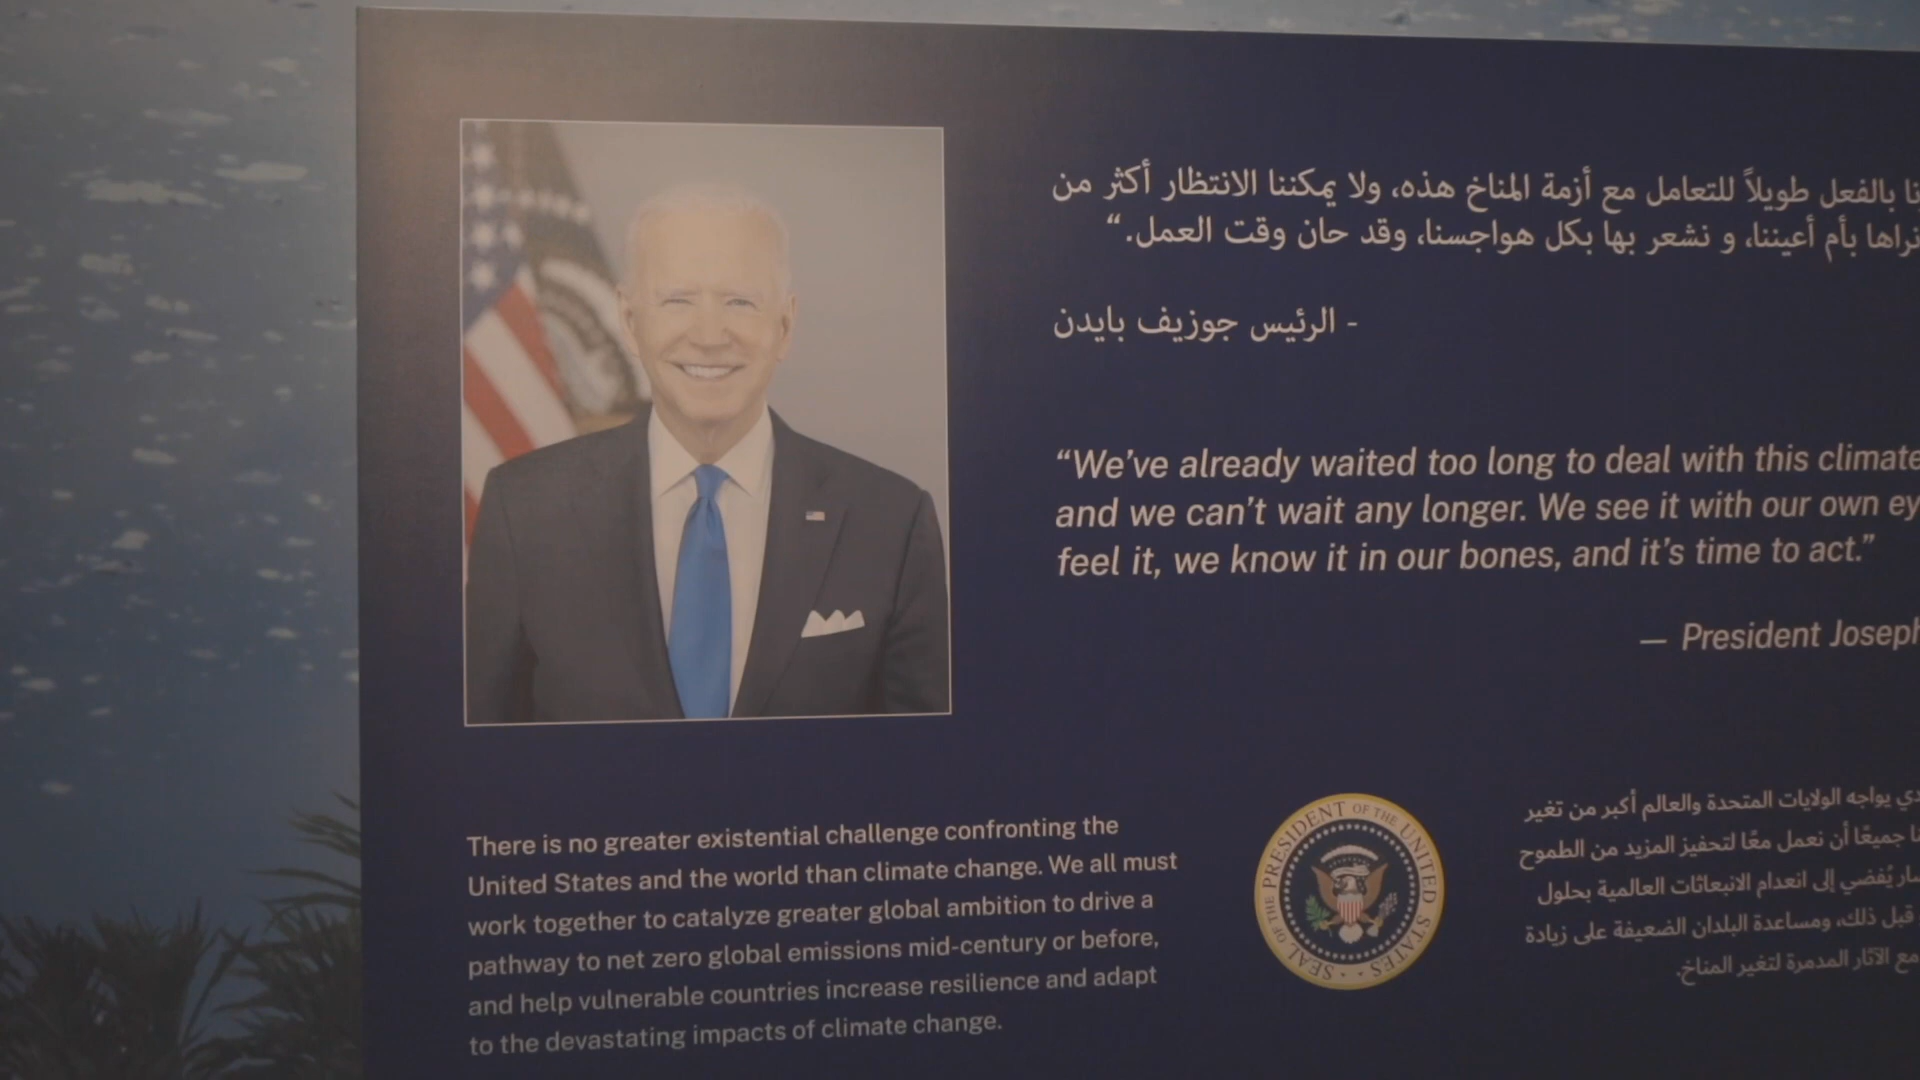 بالفعل طويلاً للتعامل مع أزمة المناخ هذه، ولا يمكننا الانتظار أكثر من
نراها بأم أعيننا، و نشعر بها بكل هواجسنا، وقد حان وقت العمل.“
- الرئيس جوزيف بايدن
“We’ve already waited too long to deal with this climate
and we can’t wait any longer. We see it with our own
feel it, we know it in our bones, and it’s time to act.”
— President Joseph
There is no greater existential challenge confronting the
United States and the world than climate change. We all must
work together to catalyze greater global ambition to drive a
pathway to net zero global emissions mid-century or before,
and help vulnerable countries increase resilience and adapt
to the devastating impacts of climate change.
SEAL OF THE PRESIDENT OF THE UNITED STATES
يواجه الولايات المتحدة والعالم أكبر من تغير
جميعًا أن نعمل معًا لتحفيز المزيد من الطموح
يُفضي إلى انعدام الانبعاثات العالمية بحلول
قبل ذلك، ومساعدة البلدان الضعيفة على زيادة
مع الآثار المدمرة لتغير المناخ.